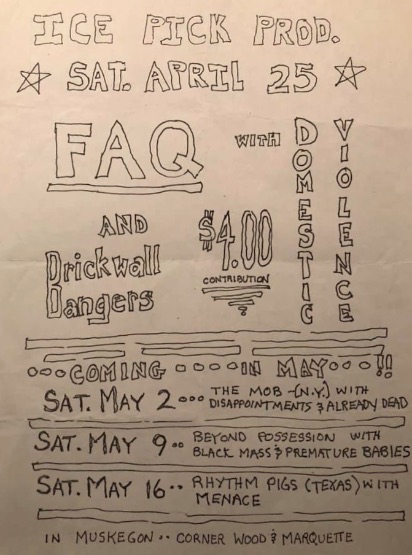 ICE PICK PROD.
SAT. APRIL 25
FAQ
WITH
DOMESTIC
VIOLENCE
AND
Brickwall
Bangers
$4.00
CONTRIBUTION
?
°°°COMING °°°°°IN MAY°°°!!
SAT. MAY 2°°° THE MOB -(N.Y.) WITH
DISAPPOINTMENTS & ALREADY DEAD
SAT. MAY 9°° BEYOND POSSESSION WITH
BLACK MASS & PREMATURE BABIES
SAT. MAY 16°° RHYTHM PIGS (TEXAS) WITH
MENACE
IN MUSKEGON °° CORNER WOOD & MARQUETTE